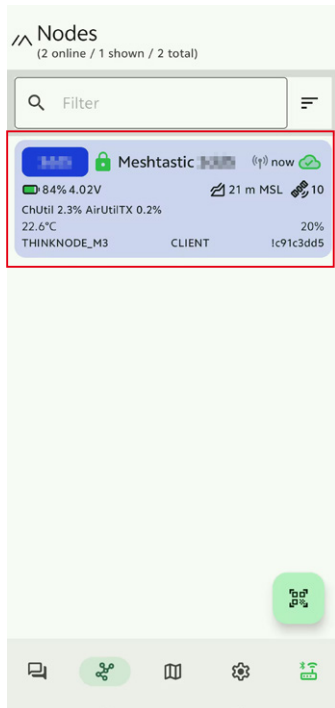 Nodes
(2 online / 1 shown / 2 total)
Filter
Meshtastic
now
84% 4.02V
21 m MSL
10
ChUtil 2.3% AirUtilTX 0.2%
22.6°C
20%
THINKNODE_M3
CLIENT
!c91c3dd5